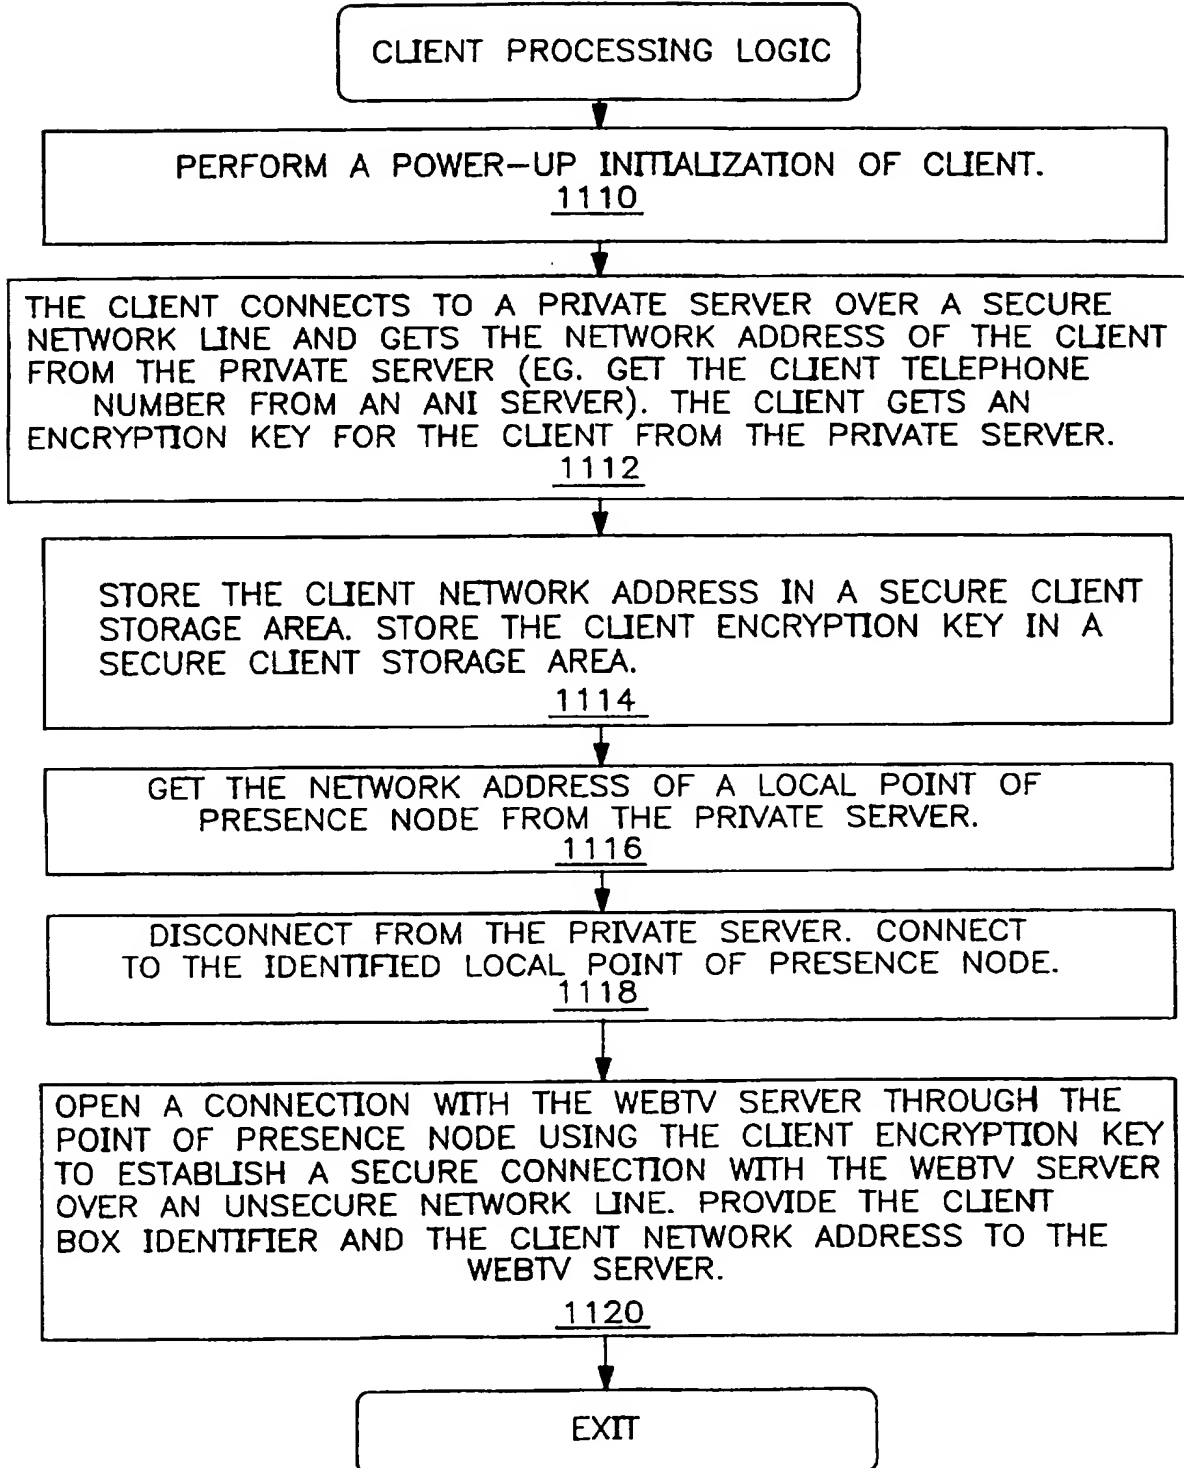 CLIENT PROCESSING LOGIC
PERFORM A POWER-UP INITIALIZATION OF CLIENT.
1110
THE CLIENT CONNECTS TO A PRIVATE SERVER OVER A SECURE
NETWORK LINE AND GETS THE NETWORK ADDRESS OF THE CLIENT
FROM THE PRIVATE SERVER (EG. GET THE CLIENT TELEPHONE
NUMBER FROM AN ANI SERVER). THE CLIENT GETS AN
ENCRYPTION KEY FOR THE CLIENT FROM THE PRIVATE SERVER.
1112
STORE THE CLIENT NETWORK ADDRESS IN A SECURE CLIENT
STORAGE AREA. STORE THE CLIENT ENCRYPTION KEY IN A
SECURE CLIENT STORAGE AREA.
1114
GET THE NETWORK ADDRESS OF A LOCAL POINT OF
PRESENCE NODE FROM THE PRIVATE SERVER.
1116
DISCONNECT FROM THE PRIVATE SERVER. CONNECT
TO THE IDENTIFIED LOCAL POINT OF PRESENCE NODE.
1118
OPEN A CONNECTION WITH THE WEBTV SERVER THROUGH THE
POINT OF PRESENCE NODE USING THE CLIENT ENCRYPTION KEY
TO ESTABLISH A SECURE CONNECTION WITH THE WEBTV SERVER
OVER AN UNSECURE NETWORK LINE. PROVIDE THE CLIENT
BOX IDENTIFIER AND THE CLIENT NETWORK ADDRESS TO THE
WEBTV SERVER.
1120
EXIT